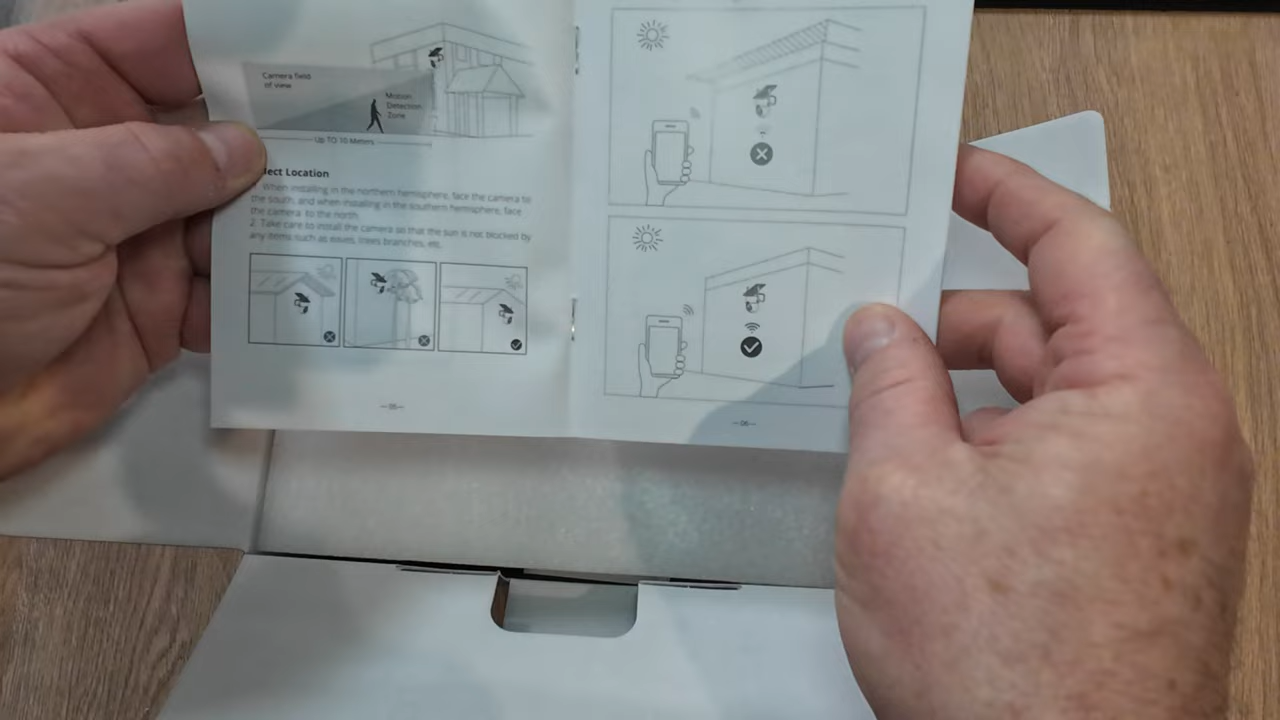 Camera field
of view
Motion
Detection
Zone
Up TO 10 Meters
lect Location
When installing in the northern hemisphere, face the camera to
the south, and when installing in the southern hemisphere, face
the camera to the north.
2. Take care to install the camera so that the sun is not blocked by
any items such as eaves, trees branches, etc.
—05—
—06—